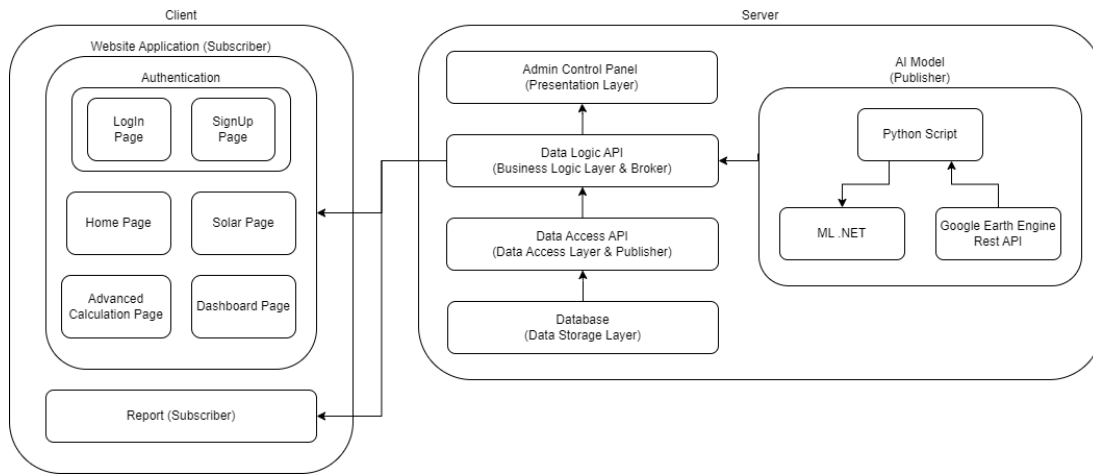 Client
Website Application (Subscriber)
Authentication
LogIn
Page
SignUp
Page
Home Page
Solar Page
Advanced
Calculation Page
Dashboard Page
Report (Subscriber)
Server
Admin Control Panel
(Presentation Layer)
Data Logic API
(Business Logic Layer & Broker)
Data Access API
(Data Access Layer & Publisher)
Database
(Data Storage Layer)
AI Model
(Publisher)
Python Script
ML .NET
Google Earth Engine
Rest API